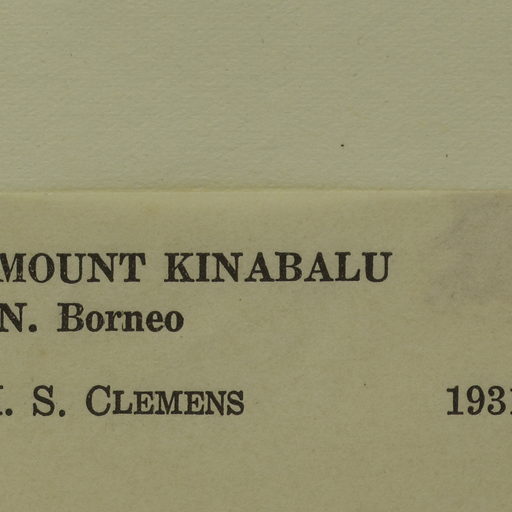 MOUNT KINABALU
N. Borneo
S. CLEMENS 193